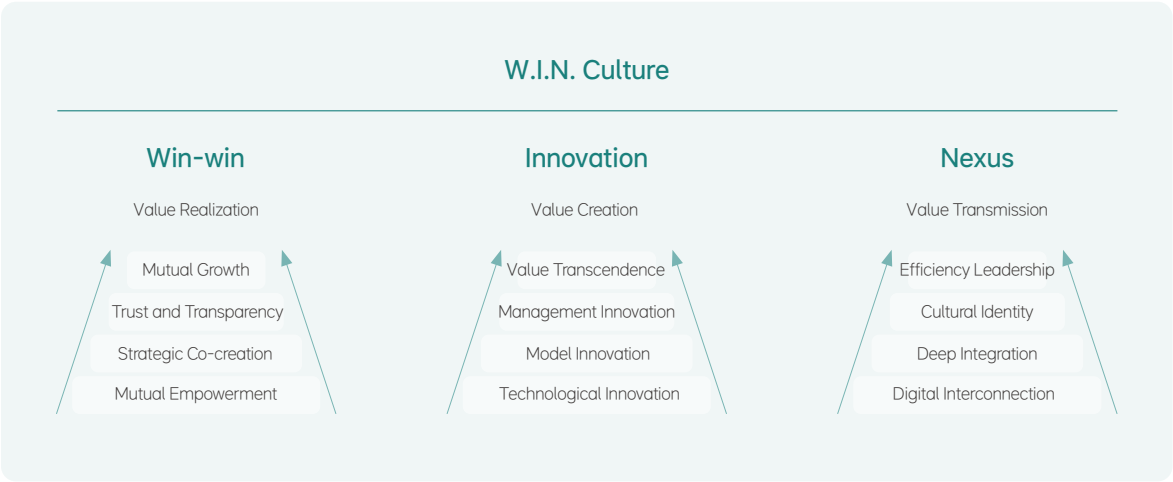 W.I.N. Culture
Win-win
Value Realization
Mutual Growth
Trust and Transparency
Strategic Co-creation
Mutual Empowerment
Innovation
Value Creation
Value Transcendence
Management Innovation
Model Innovation
Technological Innovation
Nexus
Value Transmission
Efficiency Leadership
Cultural Identity
Deep Integration
Digital Interconnection